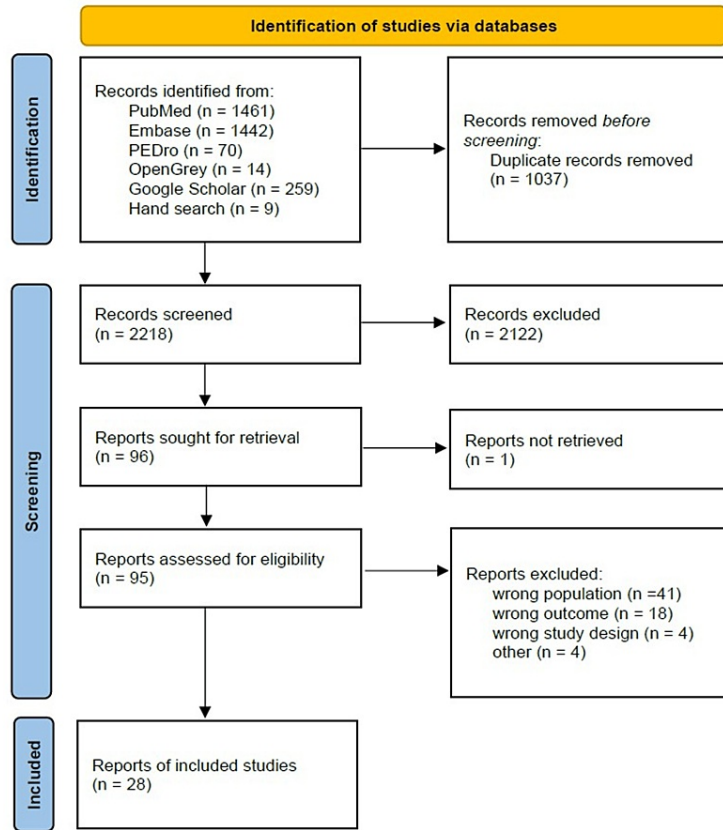 Identification of studies via databases
Identification
Records identified from:
PubMed (n = 1461)
Embase (n = 1442)
PEDro (n = 70)
OpenGrey (n = 14)
Google Scholar (n = 259)
Hand search (n = 9)
Records removed before
screening:
Duplicate records removed
(n = 1037)
Screening
Records screened
(n = 2218)
Records excluded
(n = 2122)
Reports sought for retrieval
(n = 96)
Reports not retrieved
(n = 1)
Reports assessed for eligibility
(n = 95)
Reports excluded:
wrong population (n =41)
wrong outcome (n = 18)
wrong study design (n = 4)
other (n = 4)
Included
Reports of included studies
(n = 28)